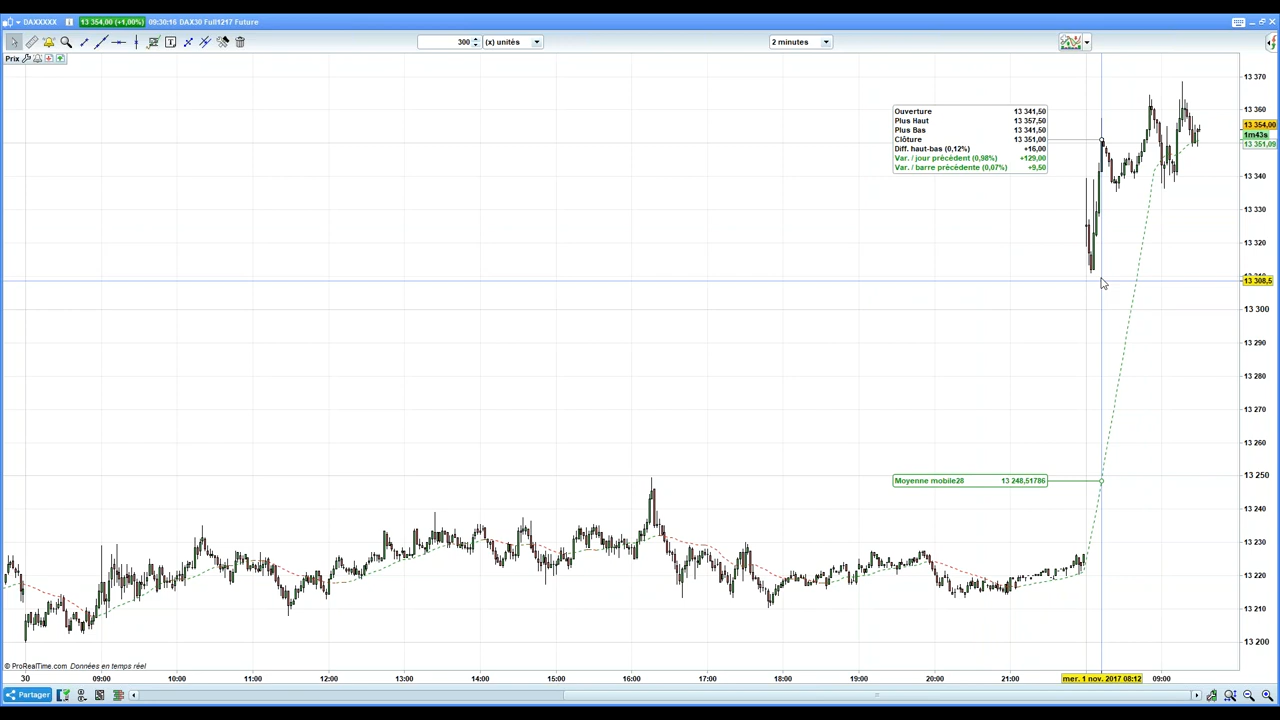 DAXXXXX 13 354,00 (+1,00%) 09:30:16 DAX30 Full1217 Future
300 (x) unités 2 minutes
Prix
13 370
13 360
13 354,00
1m43s
13 351,09
13 340
13 330
13 320
13 308,5
13 300
13 290
13 280
13 270
13 260
13 250
13 240
13 230
13 220
13 210
13 200
Ouverture 13 341,50
Plus Haut 13 357,50
Plus Bas 13 341,50
Clôture 13 351,00
Diff. haut-bas (0,12%) +16,00
Var. / jour précédent (0,98%) +129,00
Var. / barre précédente (0,07%) +9,50
Moyenne mobile28 13 248,51786
© ProRealTime.com Données en temps réel
30 09:00 10:00 11:00 12:00 13:00 14:00 15:00 16:00 17:00 18:00 19:00 20:00 21:00 mer. 1 nov. 2017 08:12 09:00
Partager